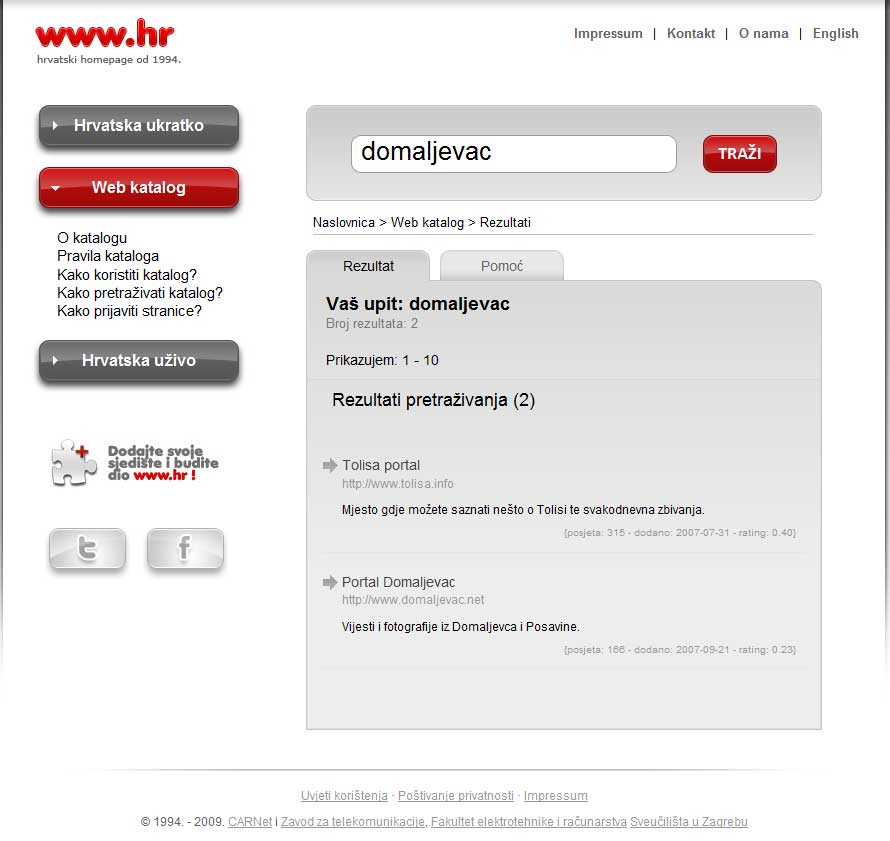 www.hr
hrvatski homepage od 1994.
Impressum | Kontakt | O nama | English
Hrvatska ukratko
Web katalog
O katalogu
Pravila kataloga
Kako koristiti katalog?
Kako pretraživati katalog?
Kako prijaviti stranice?
Hrvatska uživo
Dodajte svoje
sjedište i budite
dio www.hr !
t f
domaljevac
TRAŽI
Naslovnica > Web katalog > Rezultati
Rezultat Pomoć
Vaš upit: domaljevac
Broj rezultata: 2
Prikazujem: 1 - 10
Rezultati pretraživanja (2)
Tolisa portal
http://www.tolisa.info
Mjesto gdje možete saznati nešto o Tolisi te svakodnevna zbivanja.
{posjeta: 315 - dodano: 2007-07-31 - rating: 0.40}
Portal Domaljevac
http://www.domaljevac.net
Vijesti i fotografije iz Domaljevca i Posavine.
{posjeta: 166 - dodano: 2007-09-21 - rating: 0.23}
Uvjeti korištenja · Poštivanje privatnosti · Impressum
© 1994. - 2009. CARNet i Zavod za telekomunikacije, Fakultet elektrotehnike i računarstva Sveučilišta u Zagrebu